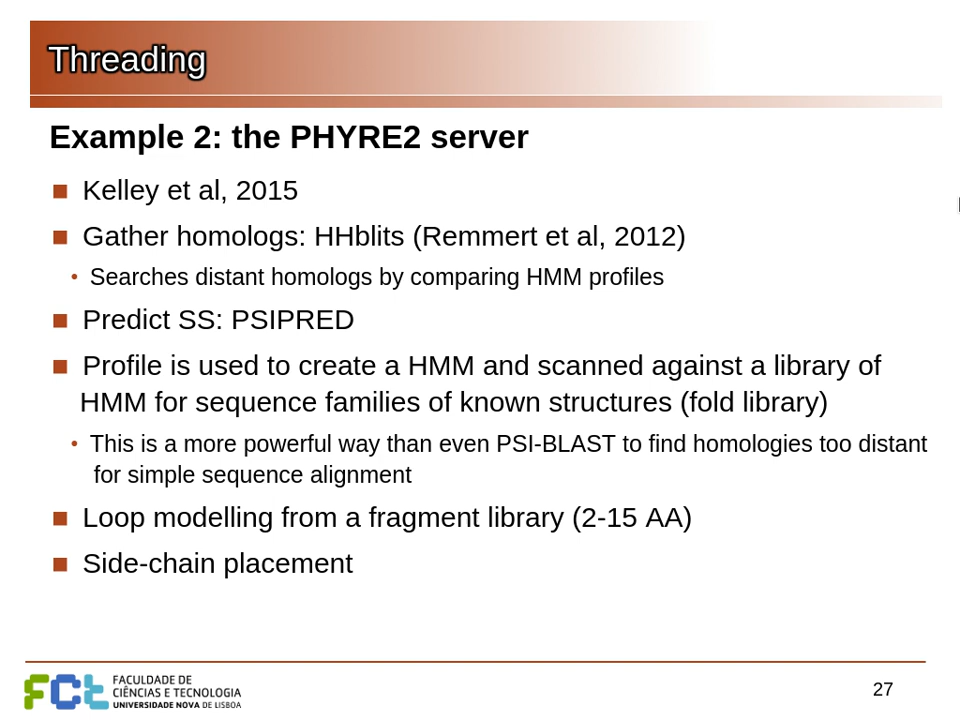 Threading
Example 2: the PHYRE2 server
Kelley et al, 2015
Gather homologs: HHblits (Remmert et al, 2012)
Searches distant homologs by comparing HMM profiles
Predict SS: PSIPRED
Profile is used to create a HMM and scanned against a library of
HMM for sequence families of known structures (fold library)
This is a more powerful way than even PSI-BLAST to find homologies too distant
for simple sequence alignment
Loop modelling from a fragment library (2-15 AA)
Side-chain placement
FCt
FACULDADE DE
CIÊNCIAS E TECNOLOGIA
UNIVERSIDADE NOVA DE LISBOA
27